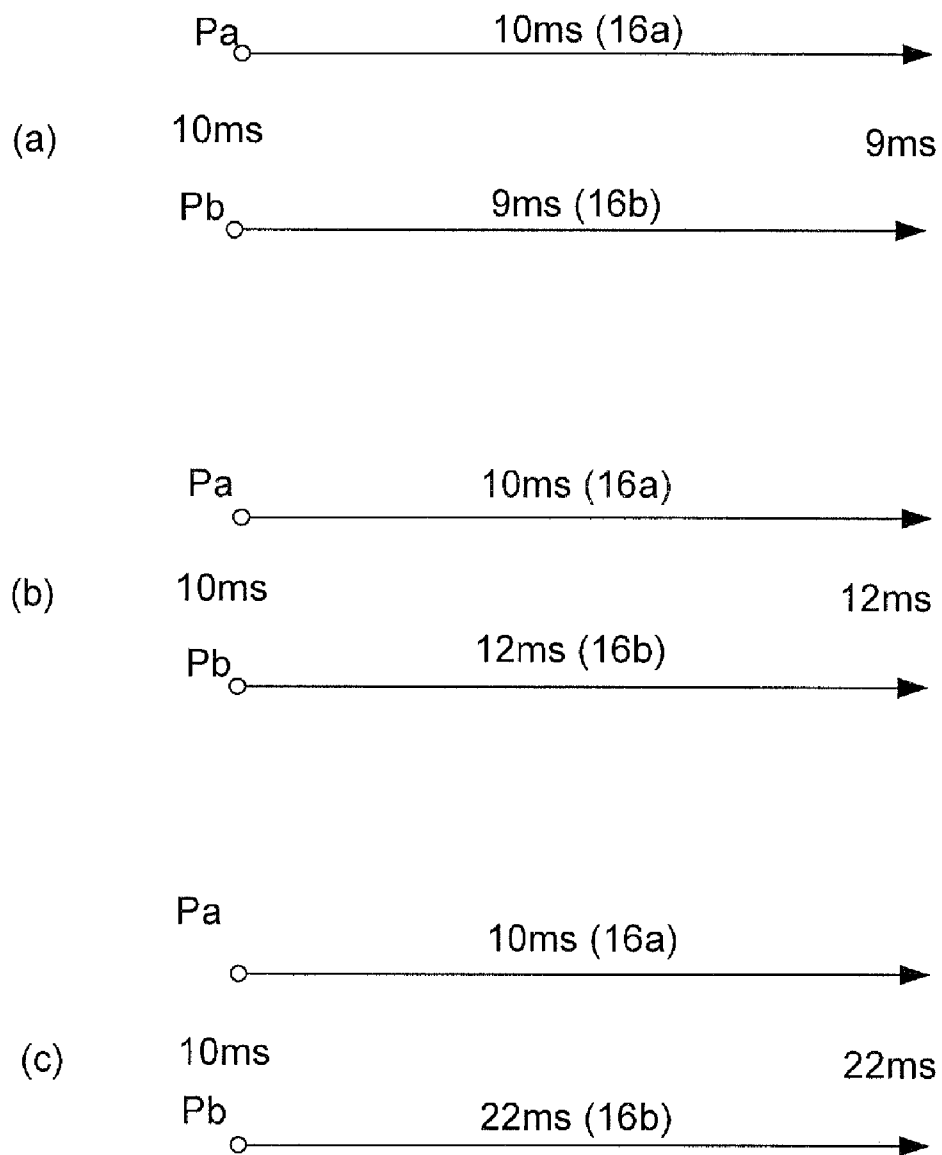 Pa 10ms (16a)
(a) 10ms 9ms
Pb 9ms (16b)
Pa 10ms (16a)
(b) 10ms 12ms
Pb 12ms (16b)
Pa 10ms (16a)
(c) 10ms 22ms
Pb 22ms (16b)